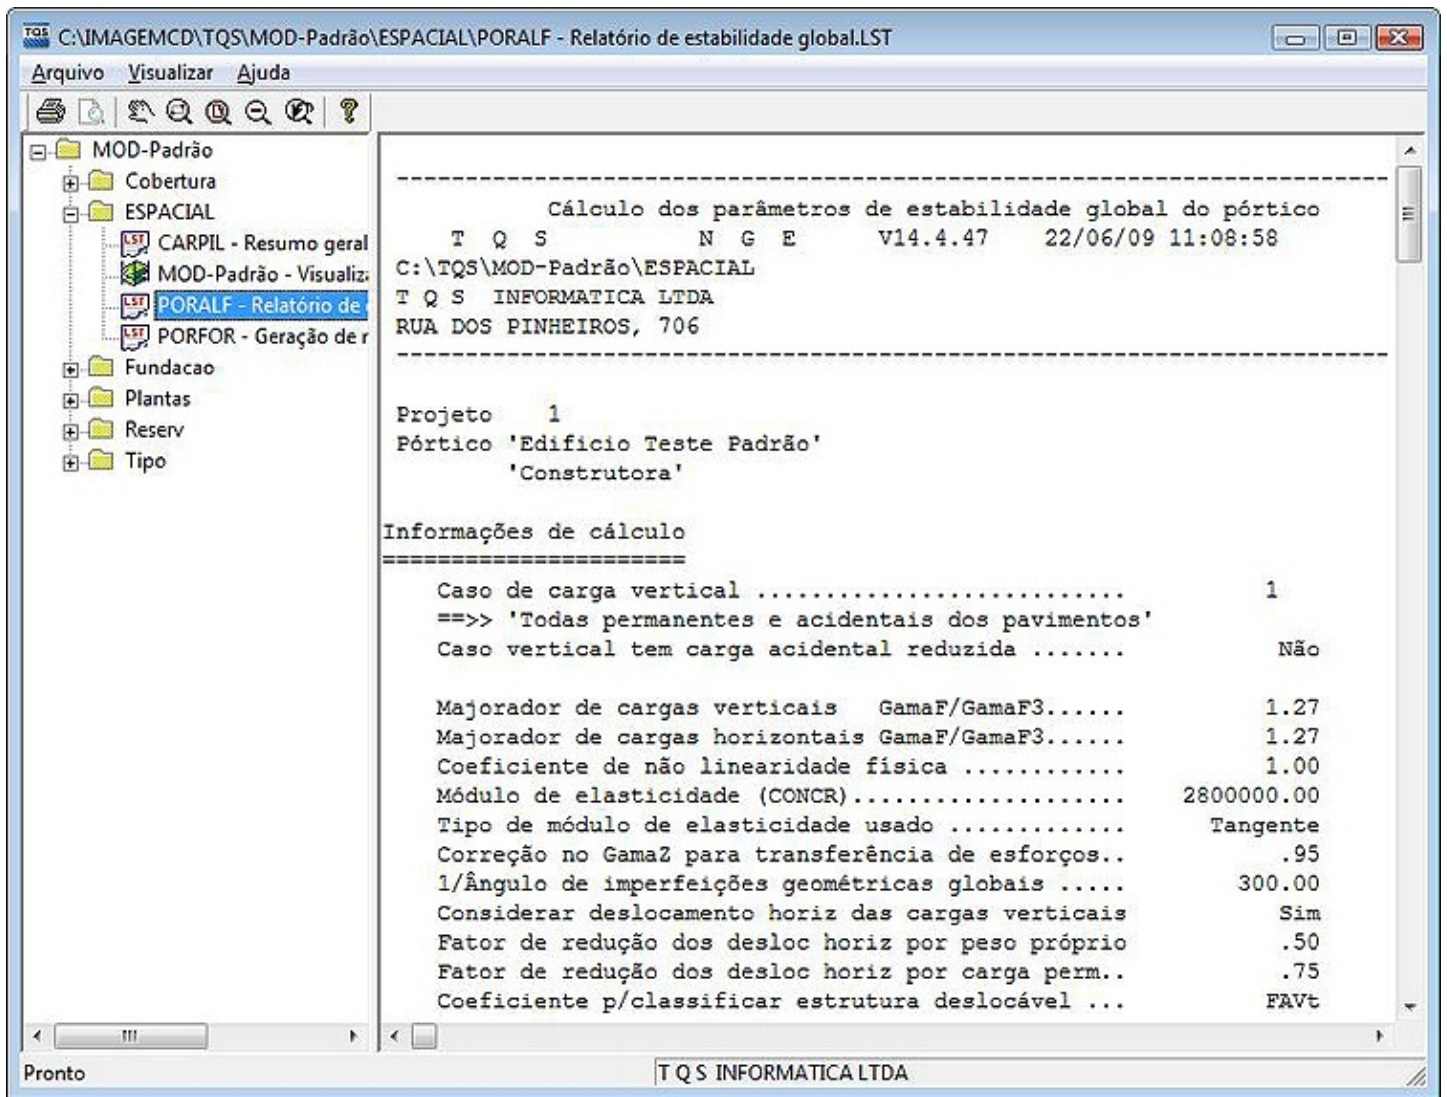 C:\IMAGEMCD\TQS\MOD-Padrão\ESPACIAL\PORALF - Relatório de estabilidade global.LST
Arquivo Visualizar Ajuda
MOD-Padrão
Cobertura
ESPACIAL
CARPIL - Resumo geral
MOD-Padrão - Visualiz
PORALF - Relatório de
PORFOR - Geração de r
Fundacao
Plantas
Reserv
Tipo
--------------------------------------------------------------------------
Cálculo dos parâmetros de estabilidade global do pórtico
T Q S N G E V14.4.47 22/06/09 11:08:58
C:\TQS\MOD-Padrão\ESPACIAL
T Q S INFORMATICA LTDA
RUA DOS PINHEIROS, 706
--------------------------------------------------------------------------
Projeto 1
Pórtico 'Edificio Teste Padrão'
'Construtora'
Informações de cálculo
======================
Caso de carga vertical ........................... 1
==>> 'Todas permanentes e acidentais dos pavimentos'
Caso vertical tem carga acidental reduzida ....... Não
Majorador de cargas verticais GamaF/GamaF3...... 1.27
Majorador de cargas horizontais GamaF/GamaF3...... 1.27
Coeficiente de não linearidade física ............ 1.00
Módulo de elasticidade (CONCR).................... 2800000.00
Tipo de módulo de elasticidade usado ............. Tangente
Correção no GamaZ para transferência de esforços.. .95
1/Ângulo de imperfeições geométricas globais ..... 300.00
Considerar deslocamento horiz das cargas verticais Sim
Fator de redução dos desloc horiz por peso próprio .50
Fator de redução dos desloc horiz por carga perm.. .75
Coeficiente p/classificar estrutura deslocável ... FAVt
Pronto
T Q S INFORMATICA LTDA